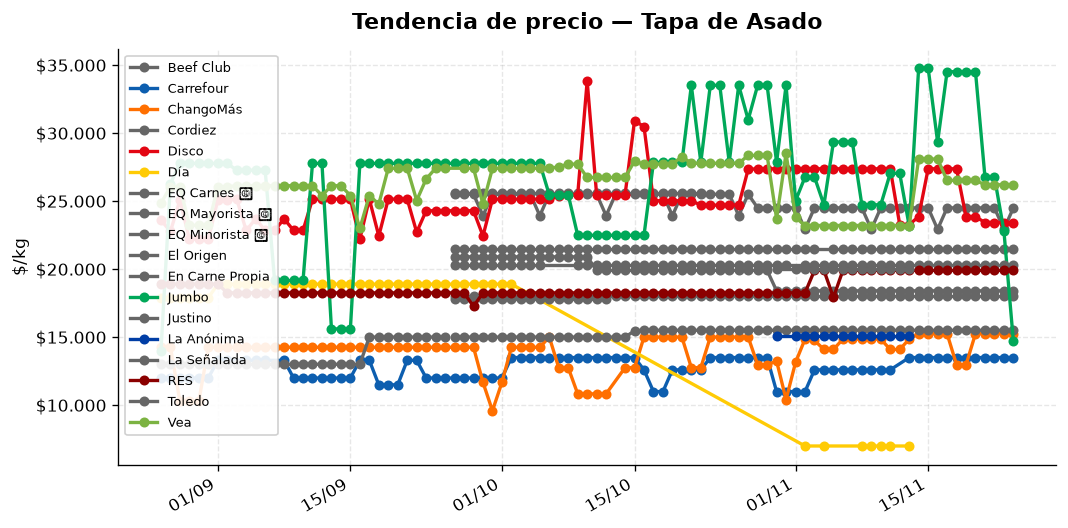 Tendencia de precio — Tapa de Asado
$/kg
$35.000
$30.000
$25.000
$20.000
$15.000
$10.000
Beef Club
Carrefour
ChangoMás
Cordiez
Disco
Día
EQ Carnes
EQ Mayorista
EQ Minorista
El Origen
En Carne Propia
Jumbo
Justino
La Anónima
La Señalada
RES
Toledo
Vea
01/09
15/09
01/10
15/10
01/11
15/11